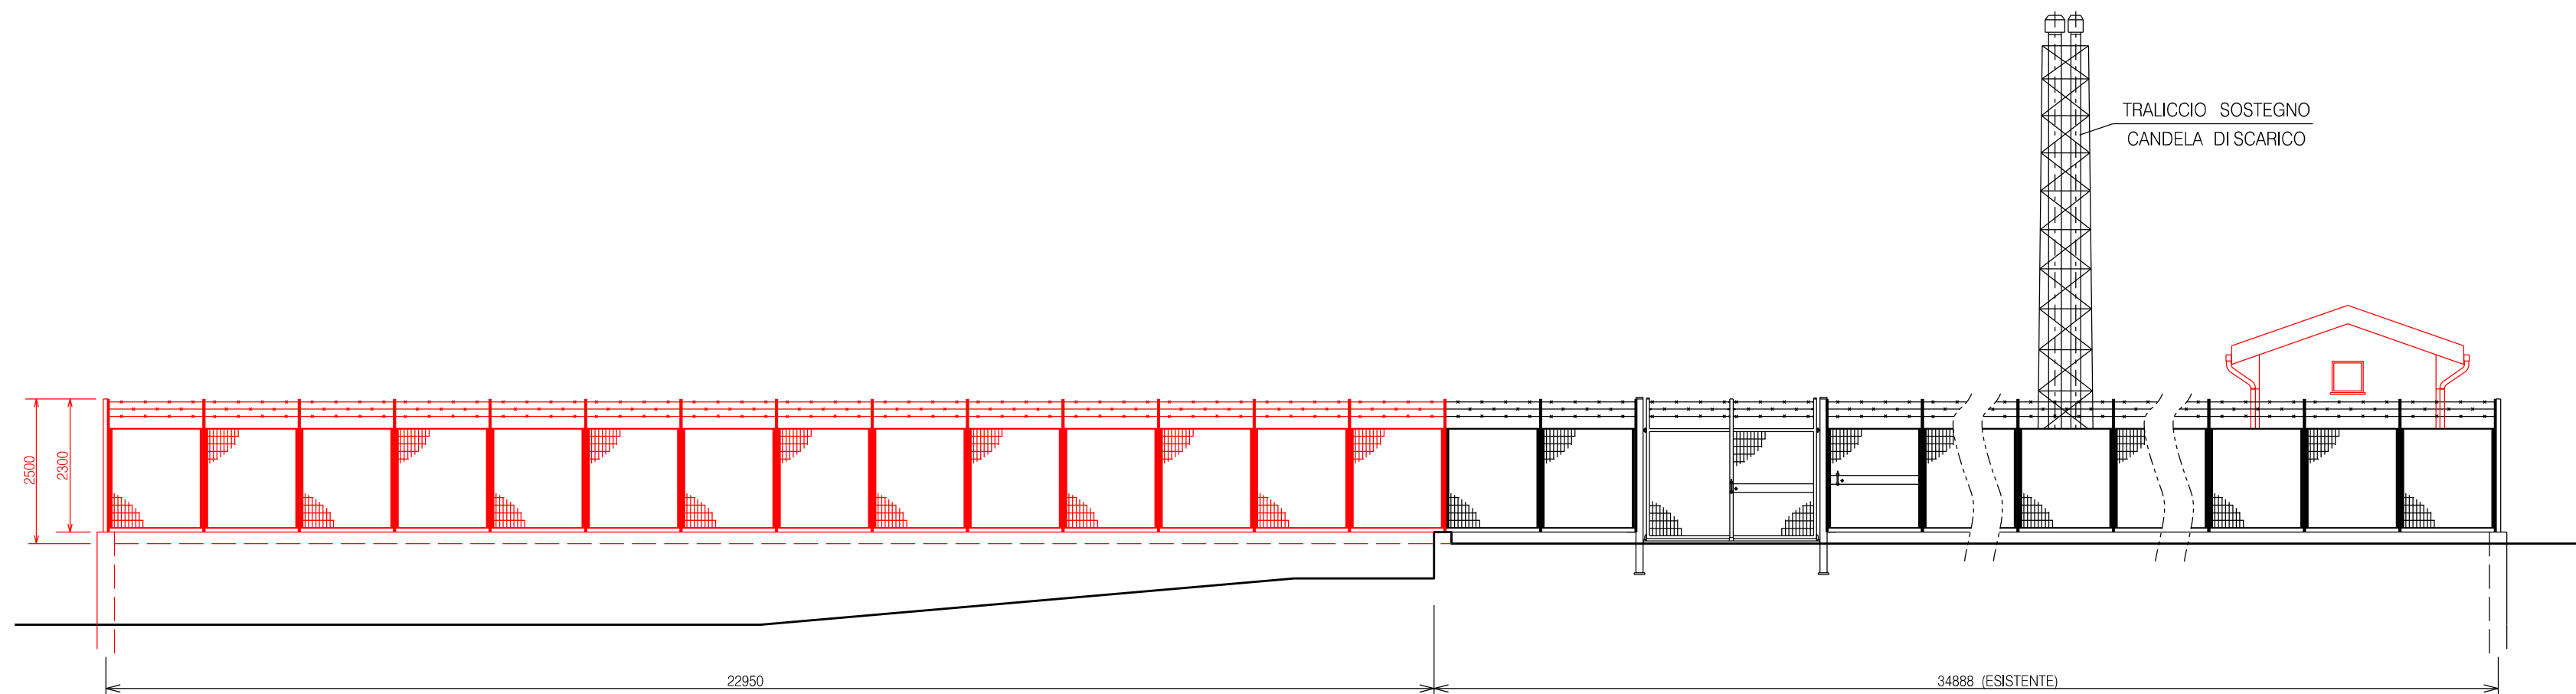 TRALICCIO SOSTEGNO
CANDELA DI SCARICO
2500
2300
22950
34888 (ESISTENTE)